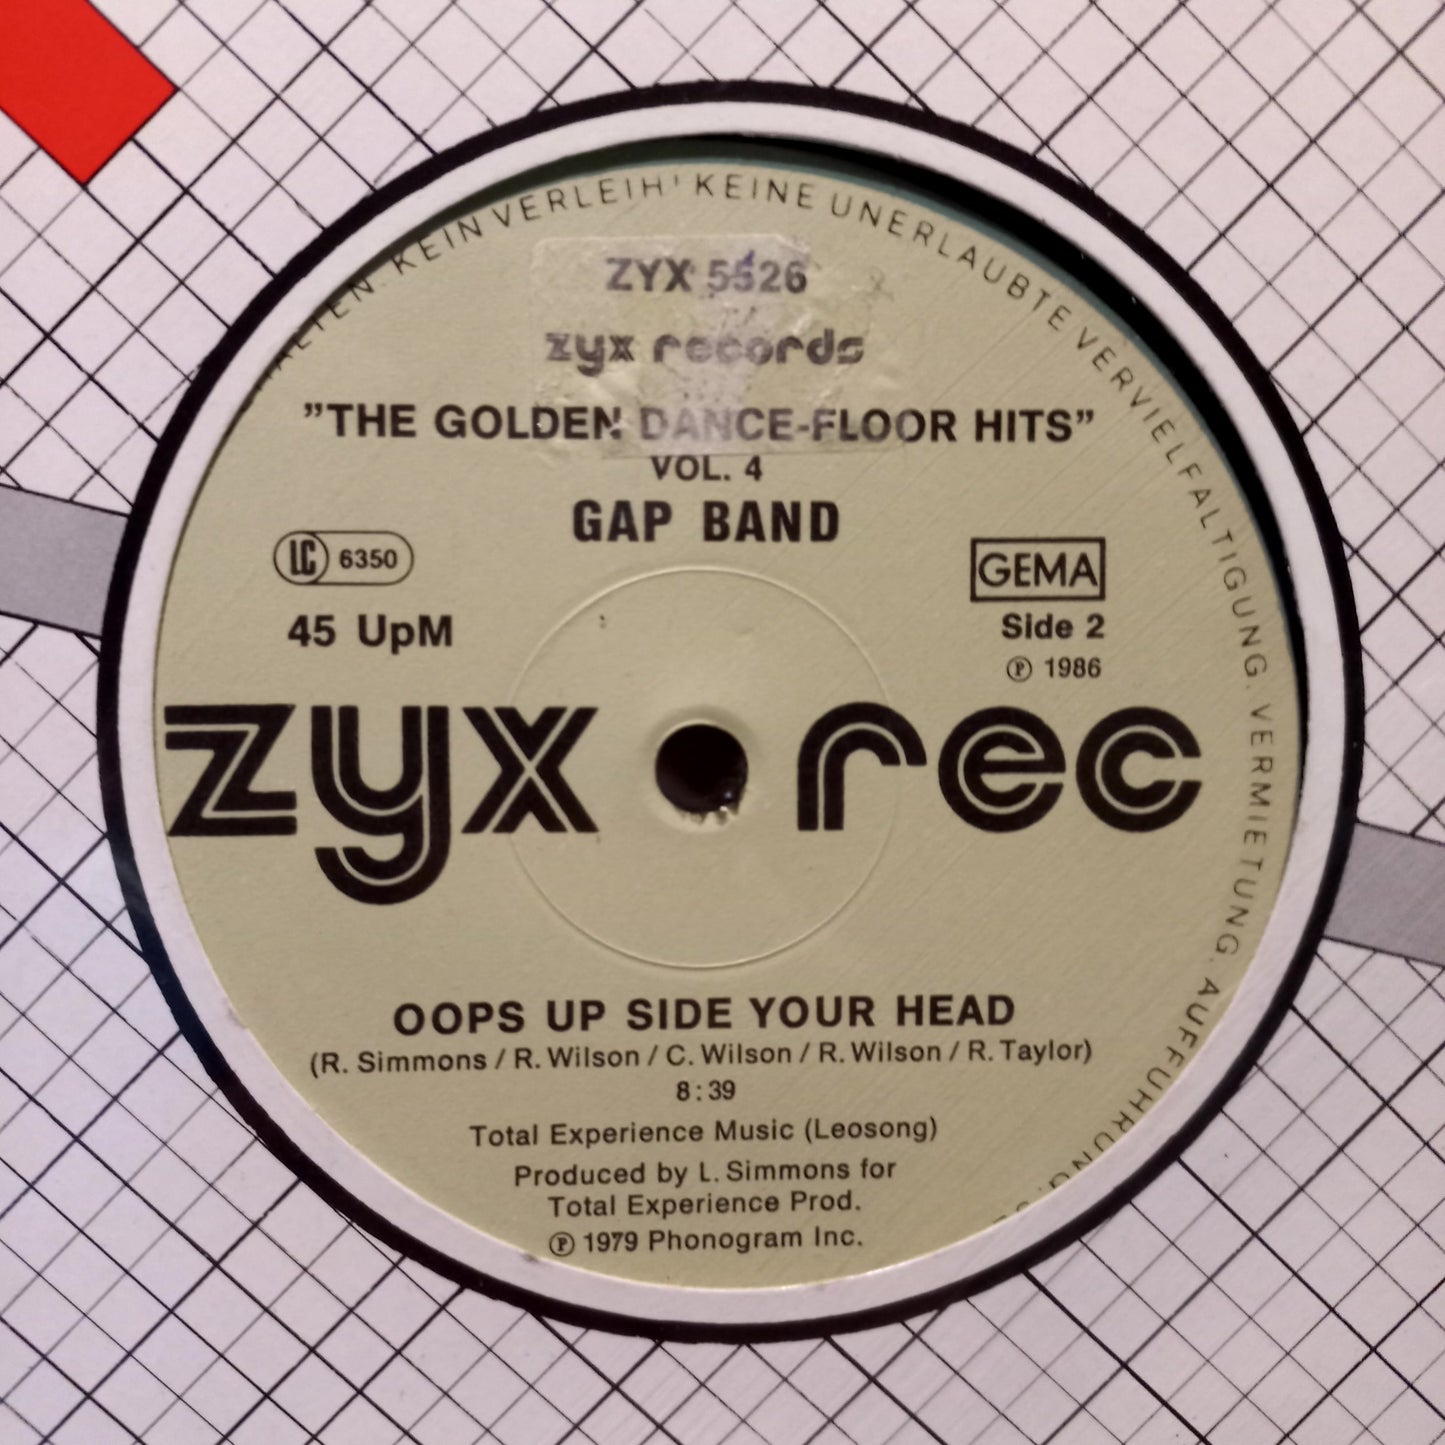 HALTEN. KEIN VERLEIH' KEINE UNERLAUBTE VERVIELFALTIGUNG. VERMIETUNG. AUFFUHRUNG.
ZYX 5526
zyx records
”THE GOLDEN DANCE-FLOOR HITS”
VOL. 4
GAP BAND
LC 6350
GEMA
45 UpM
Side 2
℗ 1986
zyx rec
OOPS UP SIDE YOUR HEAD
(R. Simmons / R. Wilson / C. Wilson / R. Wilson / R. Taylor)
8:39
Total Experience Music (Leosong)
Produced by L. Simmons for
Total Experience Prod.
℗ 1979 Phonogram Inc.